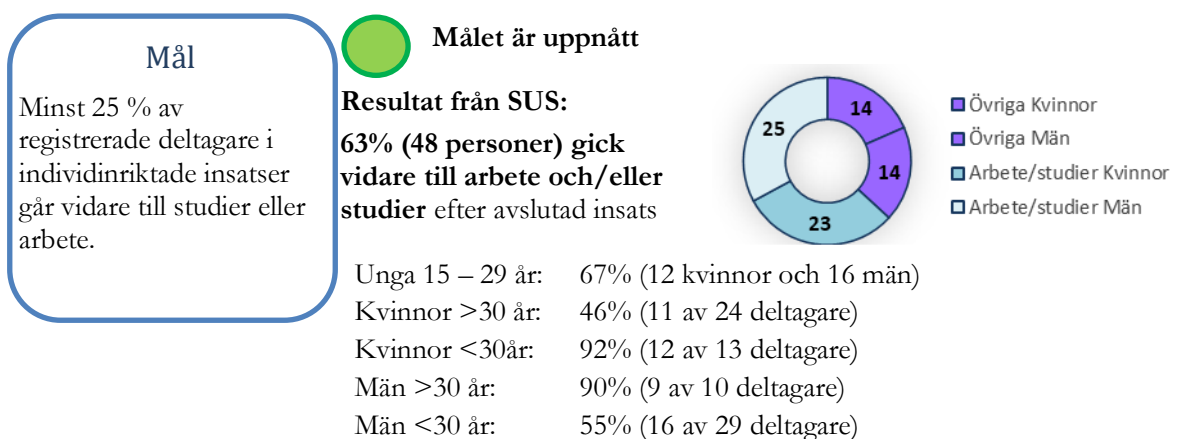 Mål
Minst 25 % av
registrerade deltagare i
individinriktade insatser
går vidare till studier eller
arbete.
Målet är uppnått
Resultat från SUS:
63% (48 personer) gick
vidare till arbete och/eller
studier efter avslutad insats
14
14
23
25
Övriga Kvinnor
Övriga Män
Arbete/studier Kvinnor
Arbete/studier Män
Unga 15 – 29 år: 67% (12 kvinnor och 16 män)
Kvinnor >30 år: 46% (11 av 24 deltagare)
Kvinnor <30år: 92% (12 av 13 deltagare)
Män >30 år: 90% (9 av 10 deltagare)
Män <30 år: 55% (16 av 29 deltagare)